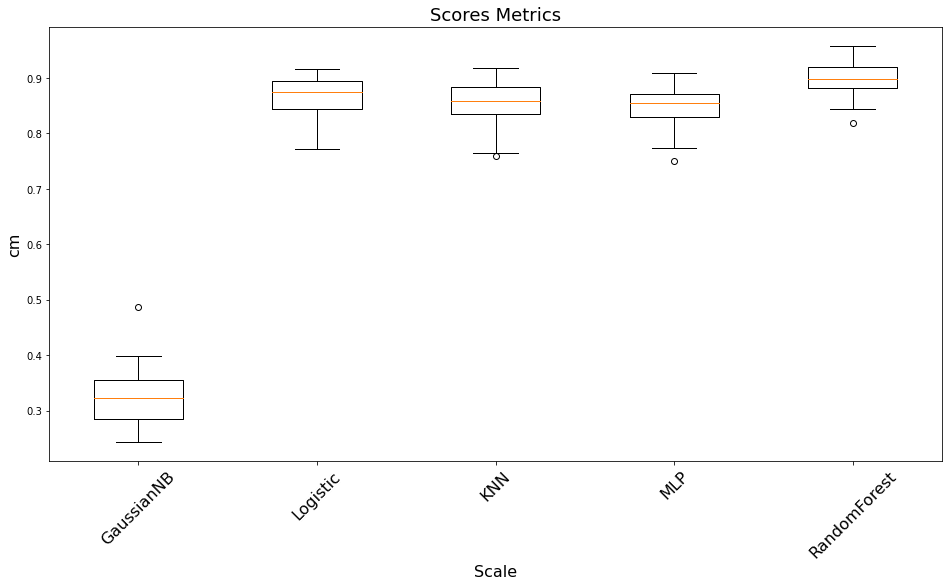 Scores Metrics
cm
0.9
0.8
0.7
0.6
0.5
0.4
0.3
GaussianNB
Logistic
KNN
MLP
RandomForest
Scale